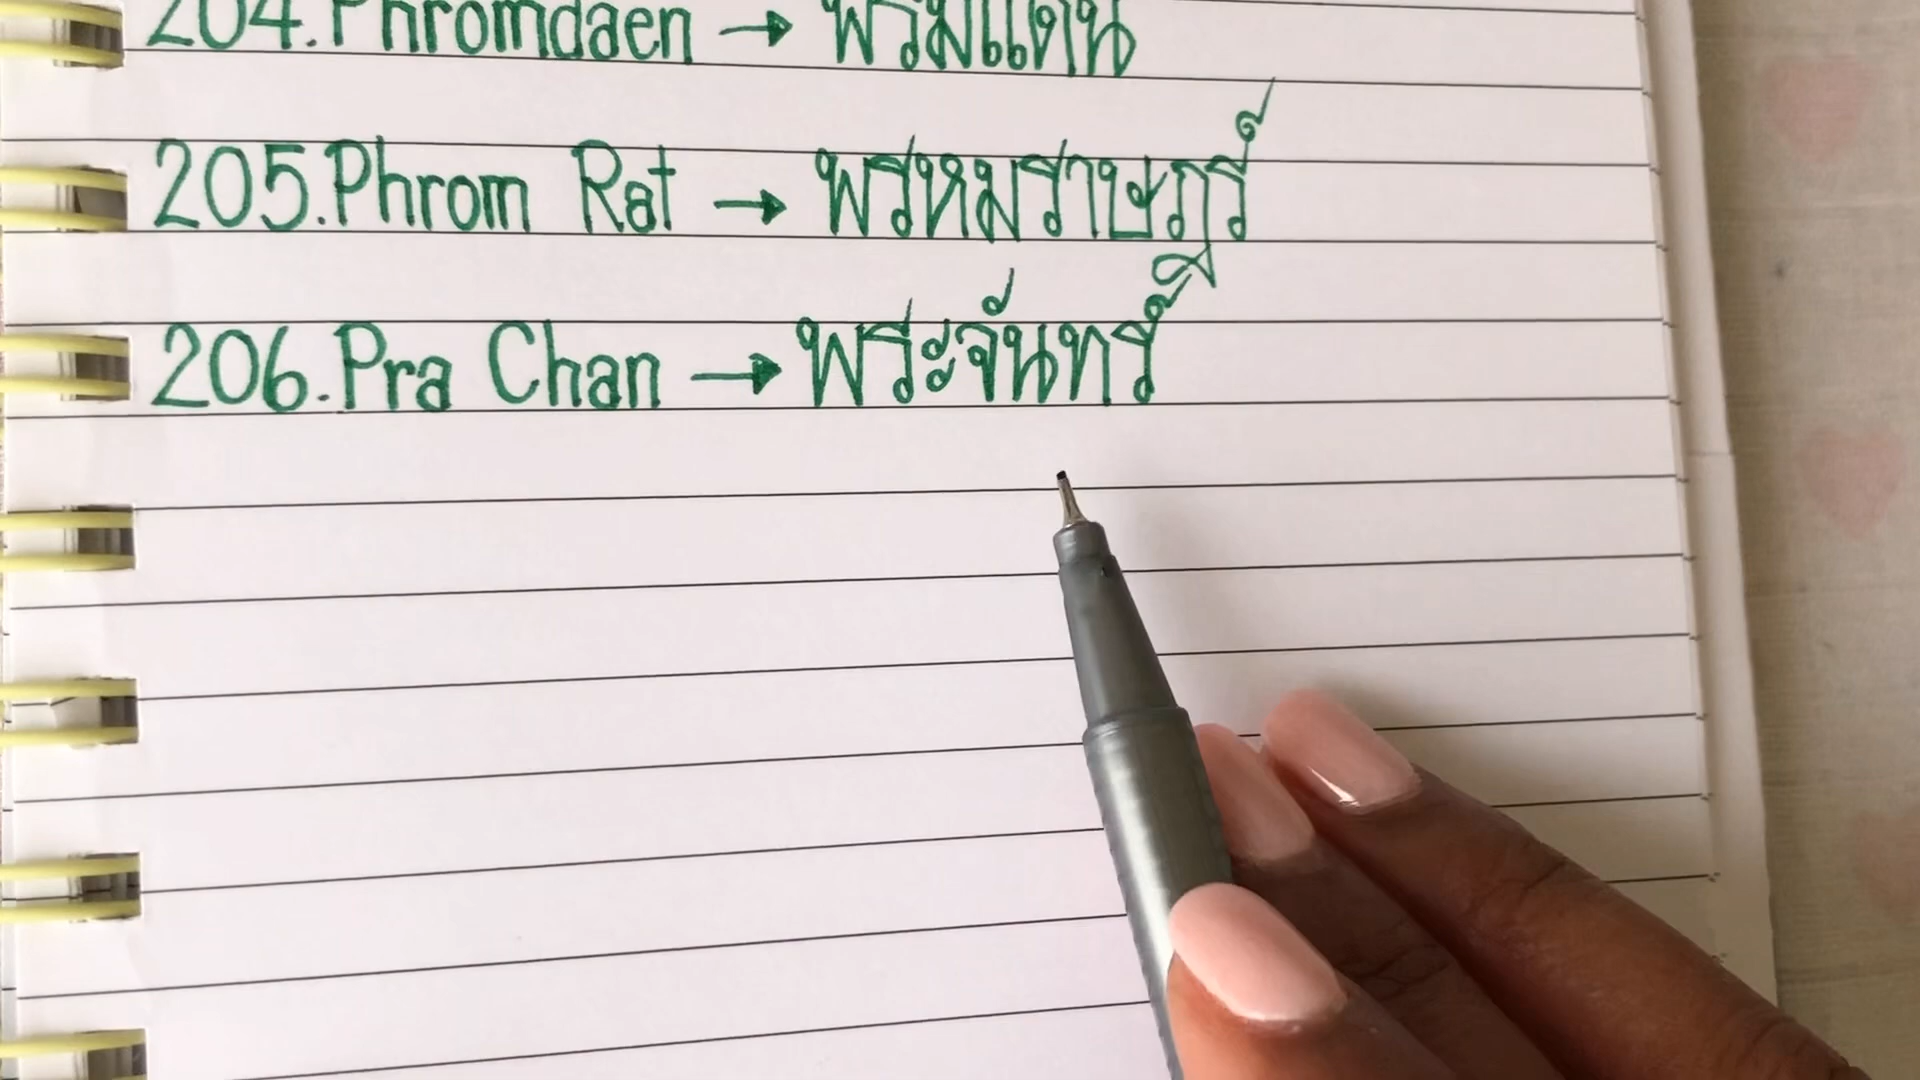 204.Phromdaen → พรมแดน
205.Phrom Rat → พรหมราษฎร์
206.Pra Chan → พระจันทร์